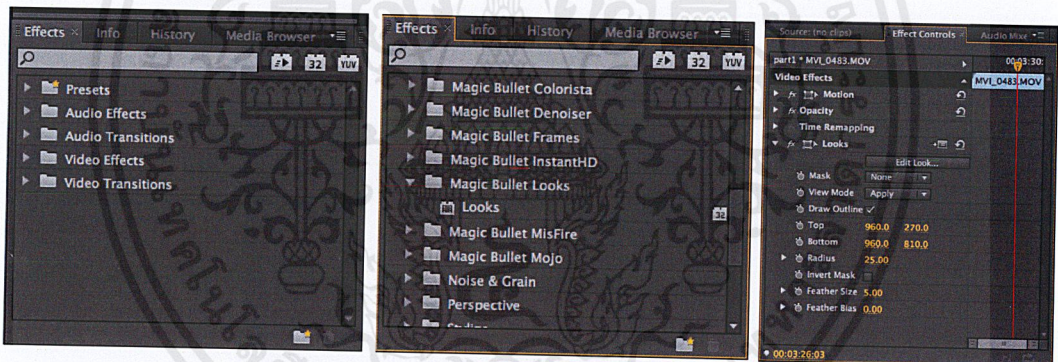 Effects × Info History Media Browser
32 YUV
Presets
Audio Effects
Audio Transitions
Video Effects
Video Transitions
Effects × Info History Media Browser
32 YUV
Magic Bullet Colorista
Magic Bullet Denoiser
Magic Bullet Frames
Magic Bullet InstantHD
Magic Bullet Looks
Looks 32
Magic Bullet MisFire
Magic Bullet Mojo
Noise & Grain
Perspective
Source: (no clips) Effect Controls × Audio Mixe
part1 * MVI_0483.MOV 00:03:30:
Video Effects MVI_0483.MOV
fx Motion
fx Opacity
Time Remapping
fx Looks
Edit Look...
Mask None
View Mode Apply
Draw Outline ✓
Top 960.0 270.0
Bottom 960.0 810.0
Radius 25.00
Invert Mask
Feather Size 5.00
Feather Bias 0.00
00:03:26:03